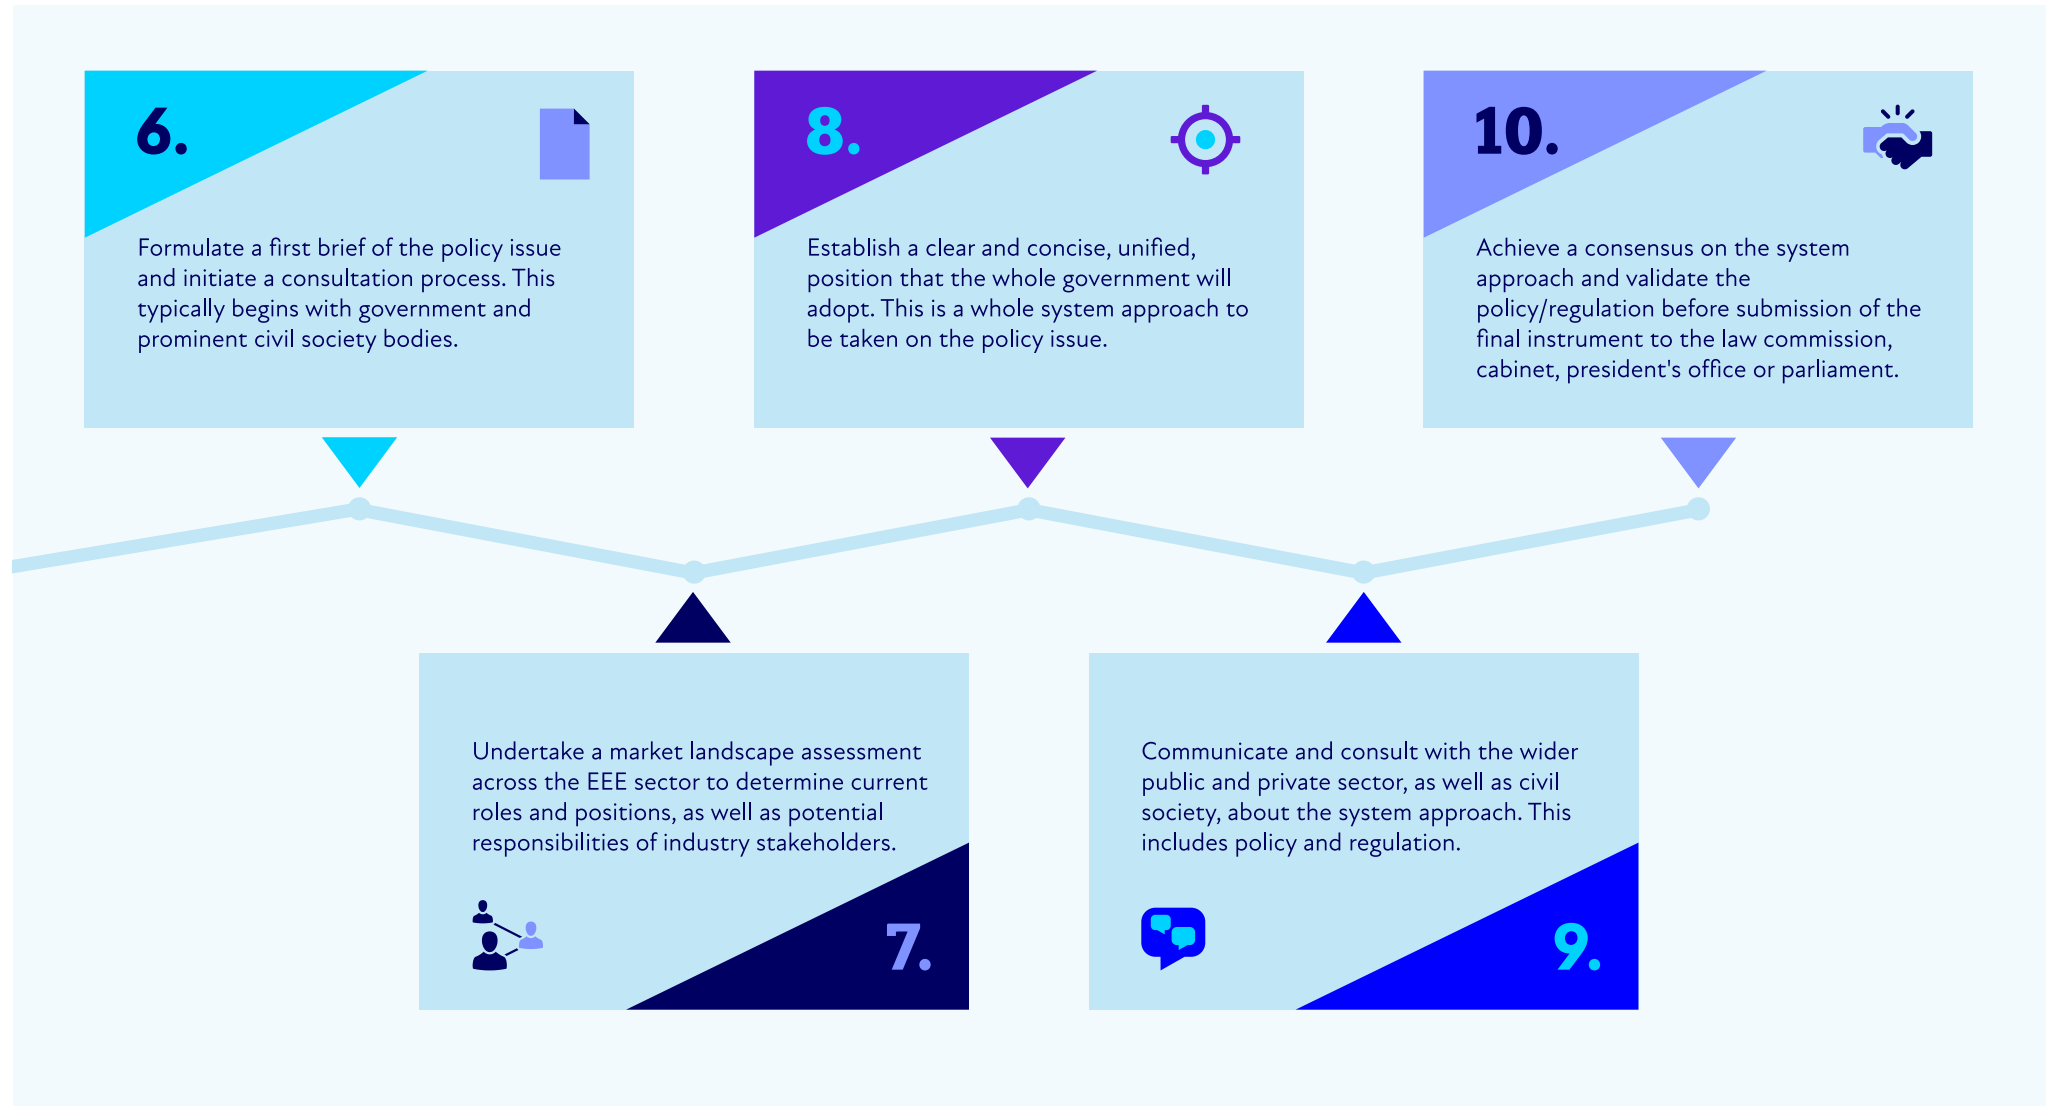 6.
Formulate a first brief of the policy issue
and initiate a consultation process. This
typically begins with government and
prominent civil society bodies.
Undertake a market landscape assessment
across the EEE sector to determine current
roles and positions, as well as potential
responsibilities of industry stakeholders.
7.
8.
Establish a clear and concise, unified,
position that the whole government will
adopt. This is a whole system approach to
be taken on the policy issue.
Communicate and consult with the wider
public and private sector, as well as civil
society, about the system approach. This
includes policy and regulation.
9.
10.
Achieve a consensus on the system
approach and validate the
policy/regulation before submission of the
final instrument to the law commission,
cabinet, president's office or parliament.